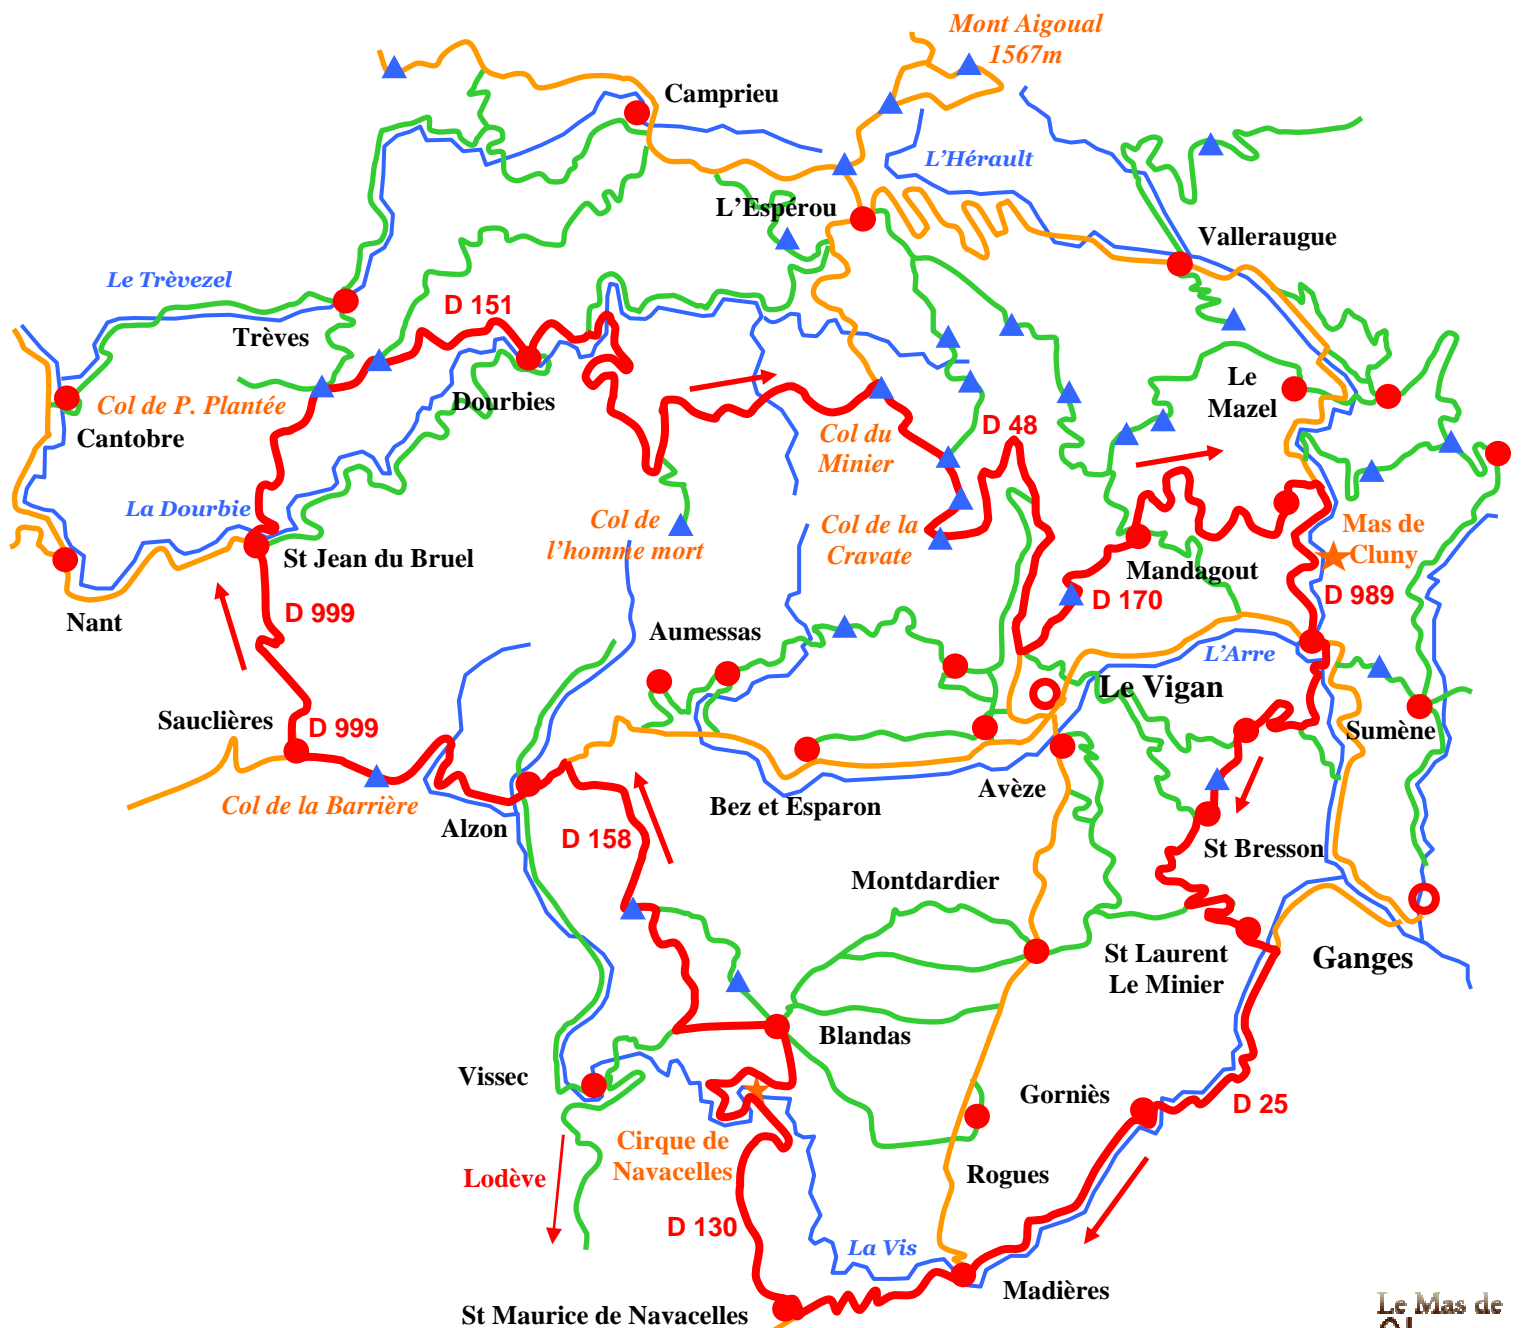 Mont Aigoual
1567m
Camprieu
L'Hérault
L'Espérou
Valleraugue
Le Trèvezel
D 151
Trèves
Le
Mazel
Col de P. Plantée
Dourbies
Cantobre
Col du
Minier
D 48
La Dourbie
Col de
l'homme mort
Col de la
Cravate
Mas de
Cluny
St Jean du Bruel
Mandagout
D 170
D 989
D 999
Nant
Aumessas
L'Arre
Le Vigan
Sauclières
D 999
Sumène
Avèze
Col de la Barrière
Bez et Esparon
Alzon
D 158
St Bresson
Montdardier
St Laurent
Le Minier
Ganges
Blandas
Vissec
Gorniès
D 25
Cirque de
Navacelles
Lodève
Rogues
D 130
La Vis
Madières
St Maurice de Navacelles
Le Mas de